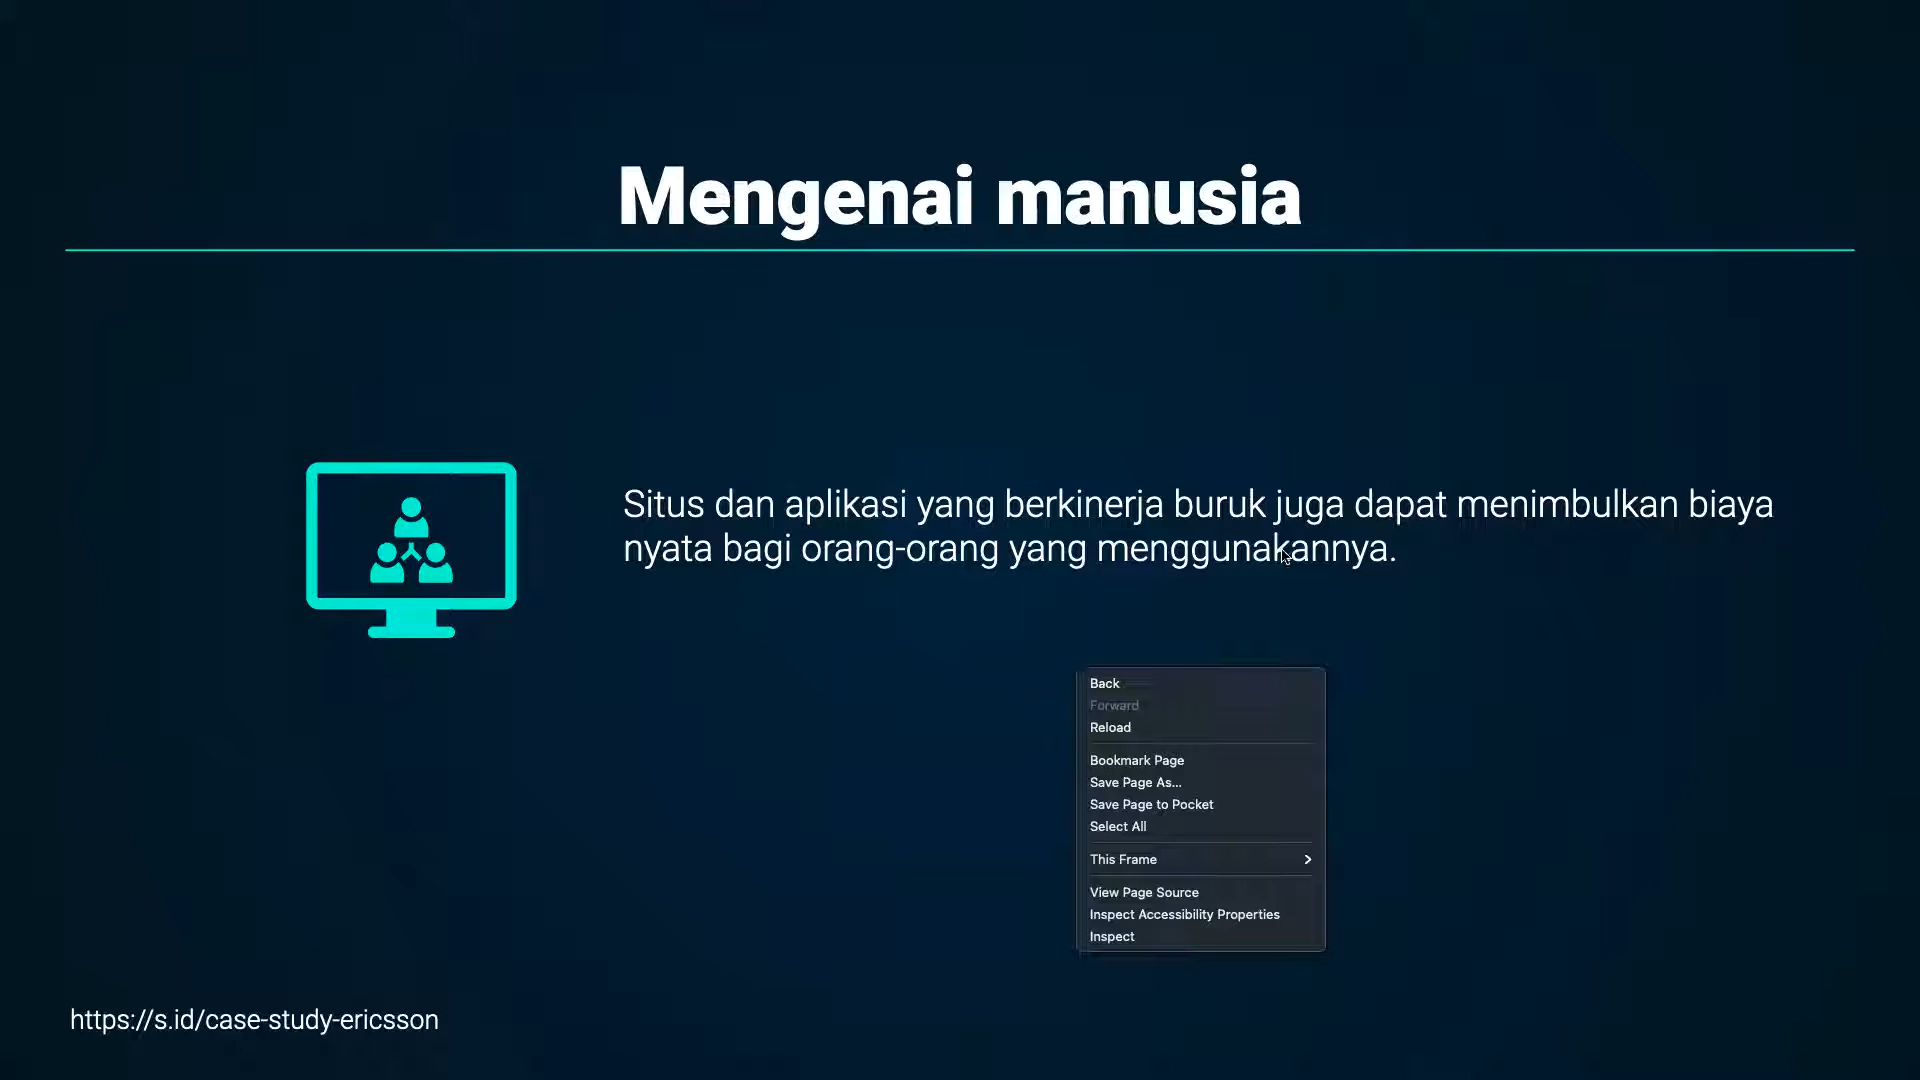 Mengenai manusia
Situs dan aplikasi yang berkinerja buruk juga dapat menimbulkan biaya
nyata bagi orang-orang yang menggunakannya.
Back
Forward
Reload
Bookmark Page
Save Page As...
Save Page to Pocket
Select All
This Frame
View Page Source
Inspect Accessibility Properties
Inspect
https://s.id/case-study-ericsson